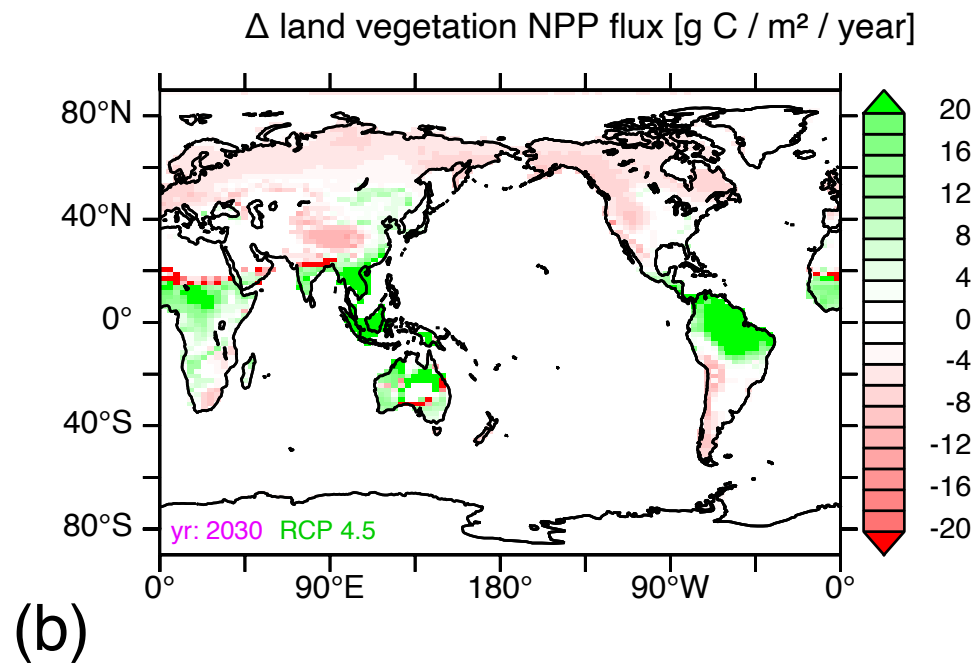 Δ land vegetation NPP flux [g C / m² / year]
80°N
40°N
0°
40°S
80°S
yr: 2030 RCP 4.5
0°
90°E
180°
90°W
0°
20
16
12
8
4
0
-4
-8
-12
-16
-20
(b)